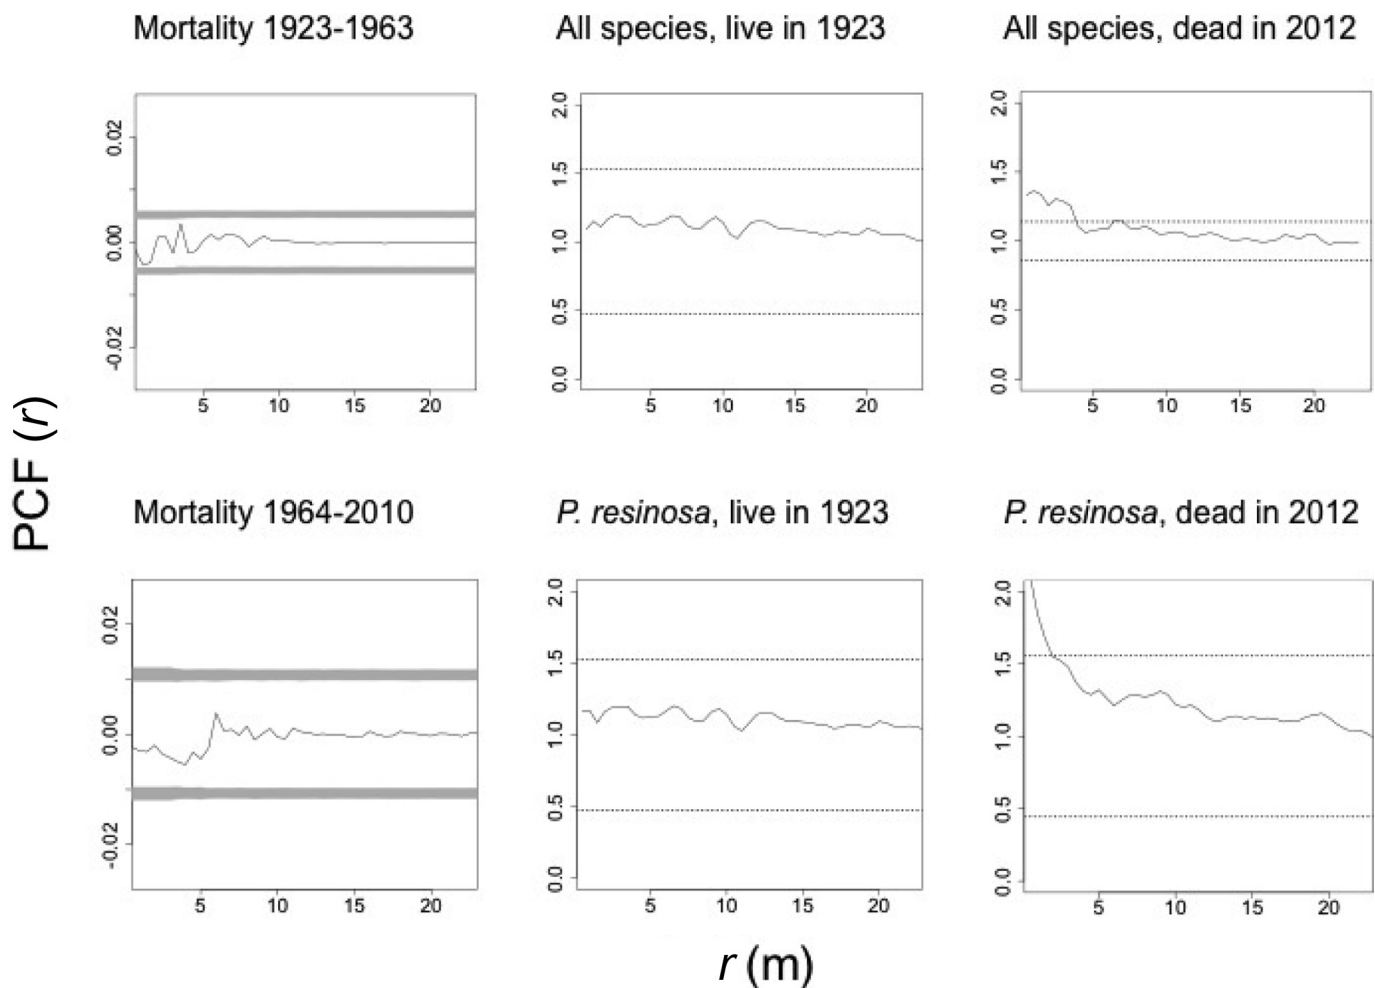 Mortality 1923-1963
0.02
0.00
-0.02
5 10 15 20
All species, live in 1923
2.0
1.5
1.0
0.5
0.0
5 10 15 20
All species, dead in 2012
2.0
1.5
1.0
0.5
0.0
5 10 15 20
PCF (r)
Mortality 1964-2010
0.02
0.00
-0.02
5 10 15 20
P. resinosa, live in 1923
2.0
1.5
1.0
0.5
0.0
5 10 15 20
P. resinosa, dead in 2012
2.0
1.5
1.0
0.5
0.0
5 10 15 20
r (m)